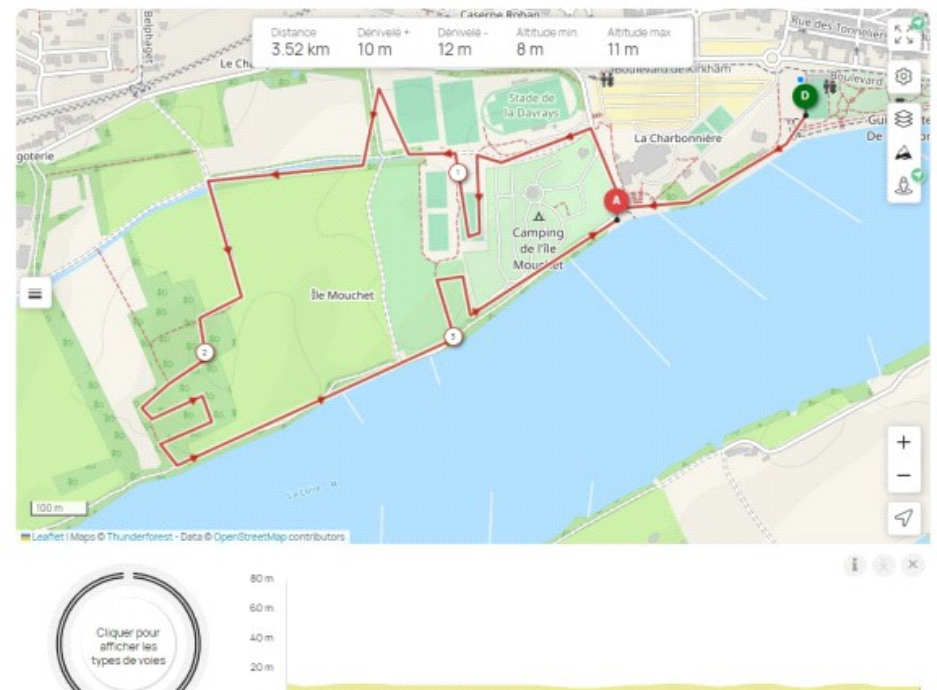 Caserne Rohan
Belphaget
Rue des Tonneliers
Distance
Dénivelé +
Dénivelé -
Altitude min.
Altitude max.
3.52 km
10 m
12 m
8 m
11 m
Boulevard de Kirkham
Boulevard
D
Stade de
la Davrays
La Charbonnière
goterie
1
A
Camping
de l'Île
Mouchet
Île Mouchet
2
3
+
−
100 m
La Loire
Leaflet | Maps © Thunderforest - Data © OpenStreetMap contributors
80 m
60 m
40 m
20 m
Cliquer pour
afficher les
types de voies